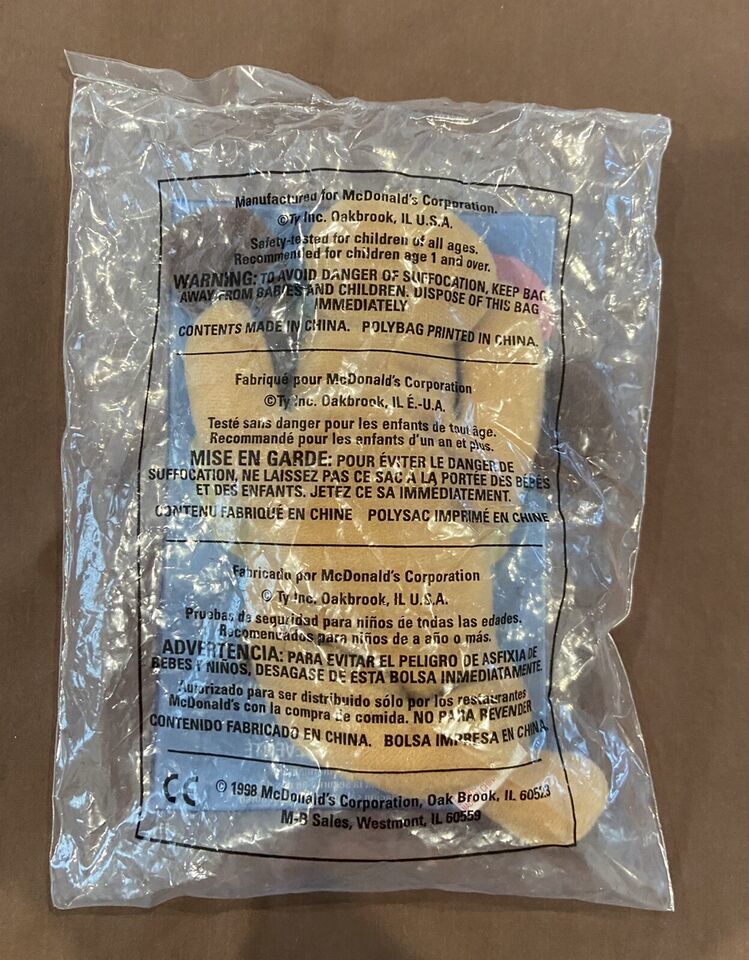 Manufactured for McDonald's Corporation.
©Ty Inc. Oakbrook, IL U.S.A.
Safety-tested for children of all ages.
Recommended for children age 1 and over.
WARNING: TO AVOID DANGER OF SUFFOCATION, KEEP BAG
AWAY FROM BABIES AND CHILDREN. DISPOSE OF THIS BAG
IMMEDIATELY
CONTENTS MADE IN CHINA. POLYBAG PRINTED IN CHINA.
Fabriqué pour McDonald's Corporation
©Ty Inc. Oakbrook, IL É.-U.A.
Testé sans danger pour les enfants de tout âge.
Recommandé pour les enfants d'un an et plus.
MISE EN GARDE: POUR ÉVITER LE DANGER DE
SUFFOCATION, NE LAISSEZ PAS CE SAC A LA PORTÉE DES BÉBÉS
ET DES ENFANTS. JETEZ CE SA IMMÉDIATEMENT.
CONTENU FABRIQUÉ EN CHINE POLYSAC IMPRIMÉ EN CHINE
Fabricado por McDonald's Corporation
© Ty Inc. Oakbrook, IL U.S.A.
Pruebas de seguridad para niños de todas las edades.
Recomencados para niños de a año o más.
ADVERTENCIA: PARA EVITAR EL PELIGRO DE ASFIXIA DE
BEBES Y NIÑOS, DESAGASE DE ESTA BOLSA INMEDIATAMENTE.
Autorizado para ser distribuido sólo por los restaurantes
McDonald's con la compra de comida. NO PARA REVENDER
CONTENIDO FABRICADO EN CHINA. BOLSA IMPRESA EN CHINA.
CE © 1998 McDonald's Corporation, Oak Brook, IL 60523
M-B Sales, Westmont, IL 60559